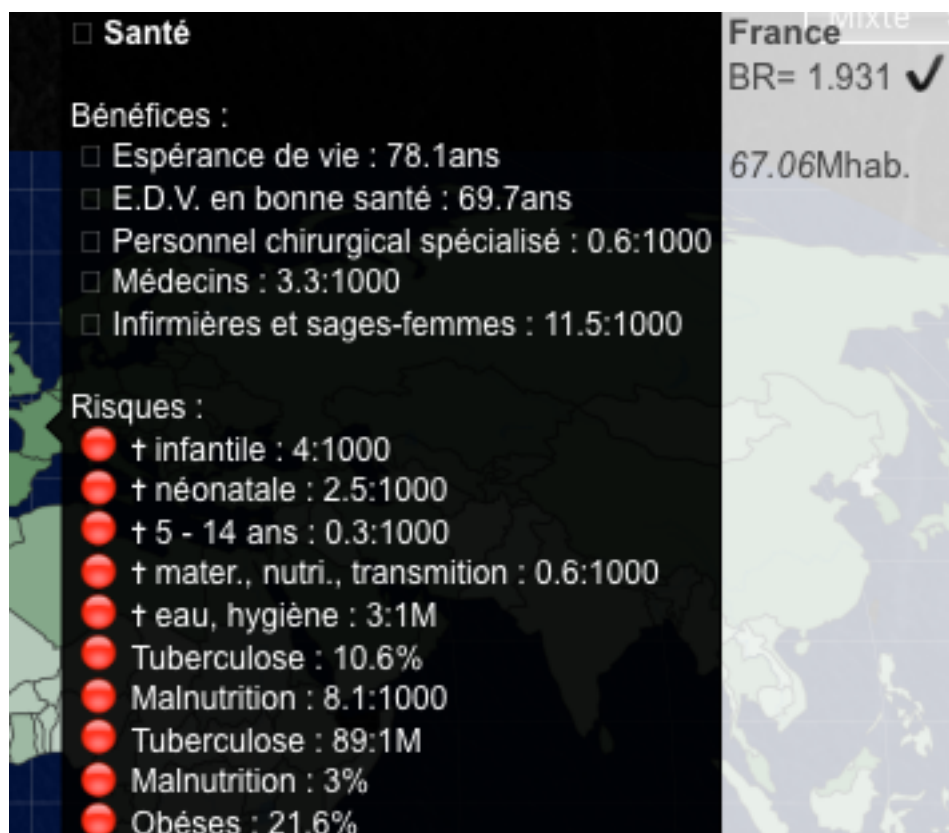 Santé
Bénéfices :
Espérance de vie : 78.1ans
E.D.V. en bonne santé : 69.7ans
Personnel chirurgical spécialisé : 0.6:1000
Médecins : 3.3:1000
Infirmières et sages-femmes : 11.5:1000
Risques :
† infantile : 4:1000
† néonatale : 2.5:1000
† 5 - 14 ans : 0.3:1000
† mater., nutri., transmition : 0.6:1000
† eau, hygiène : 3:1M
Tuberculose : 10.6%
Malnutrition : 8.1:1000
Tuberculose : 89:1M
Malnutrition : 3%
Obéses : 21.6%
Mixte
France
BR= 1.931 ✔
67.06Mhab.